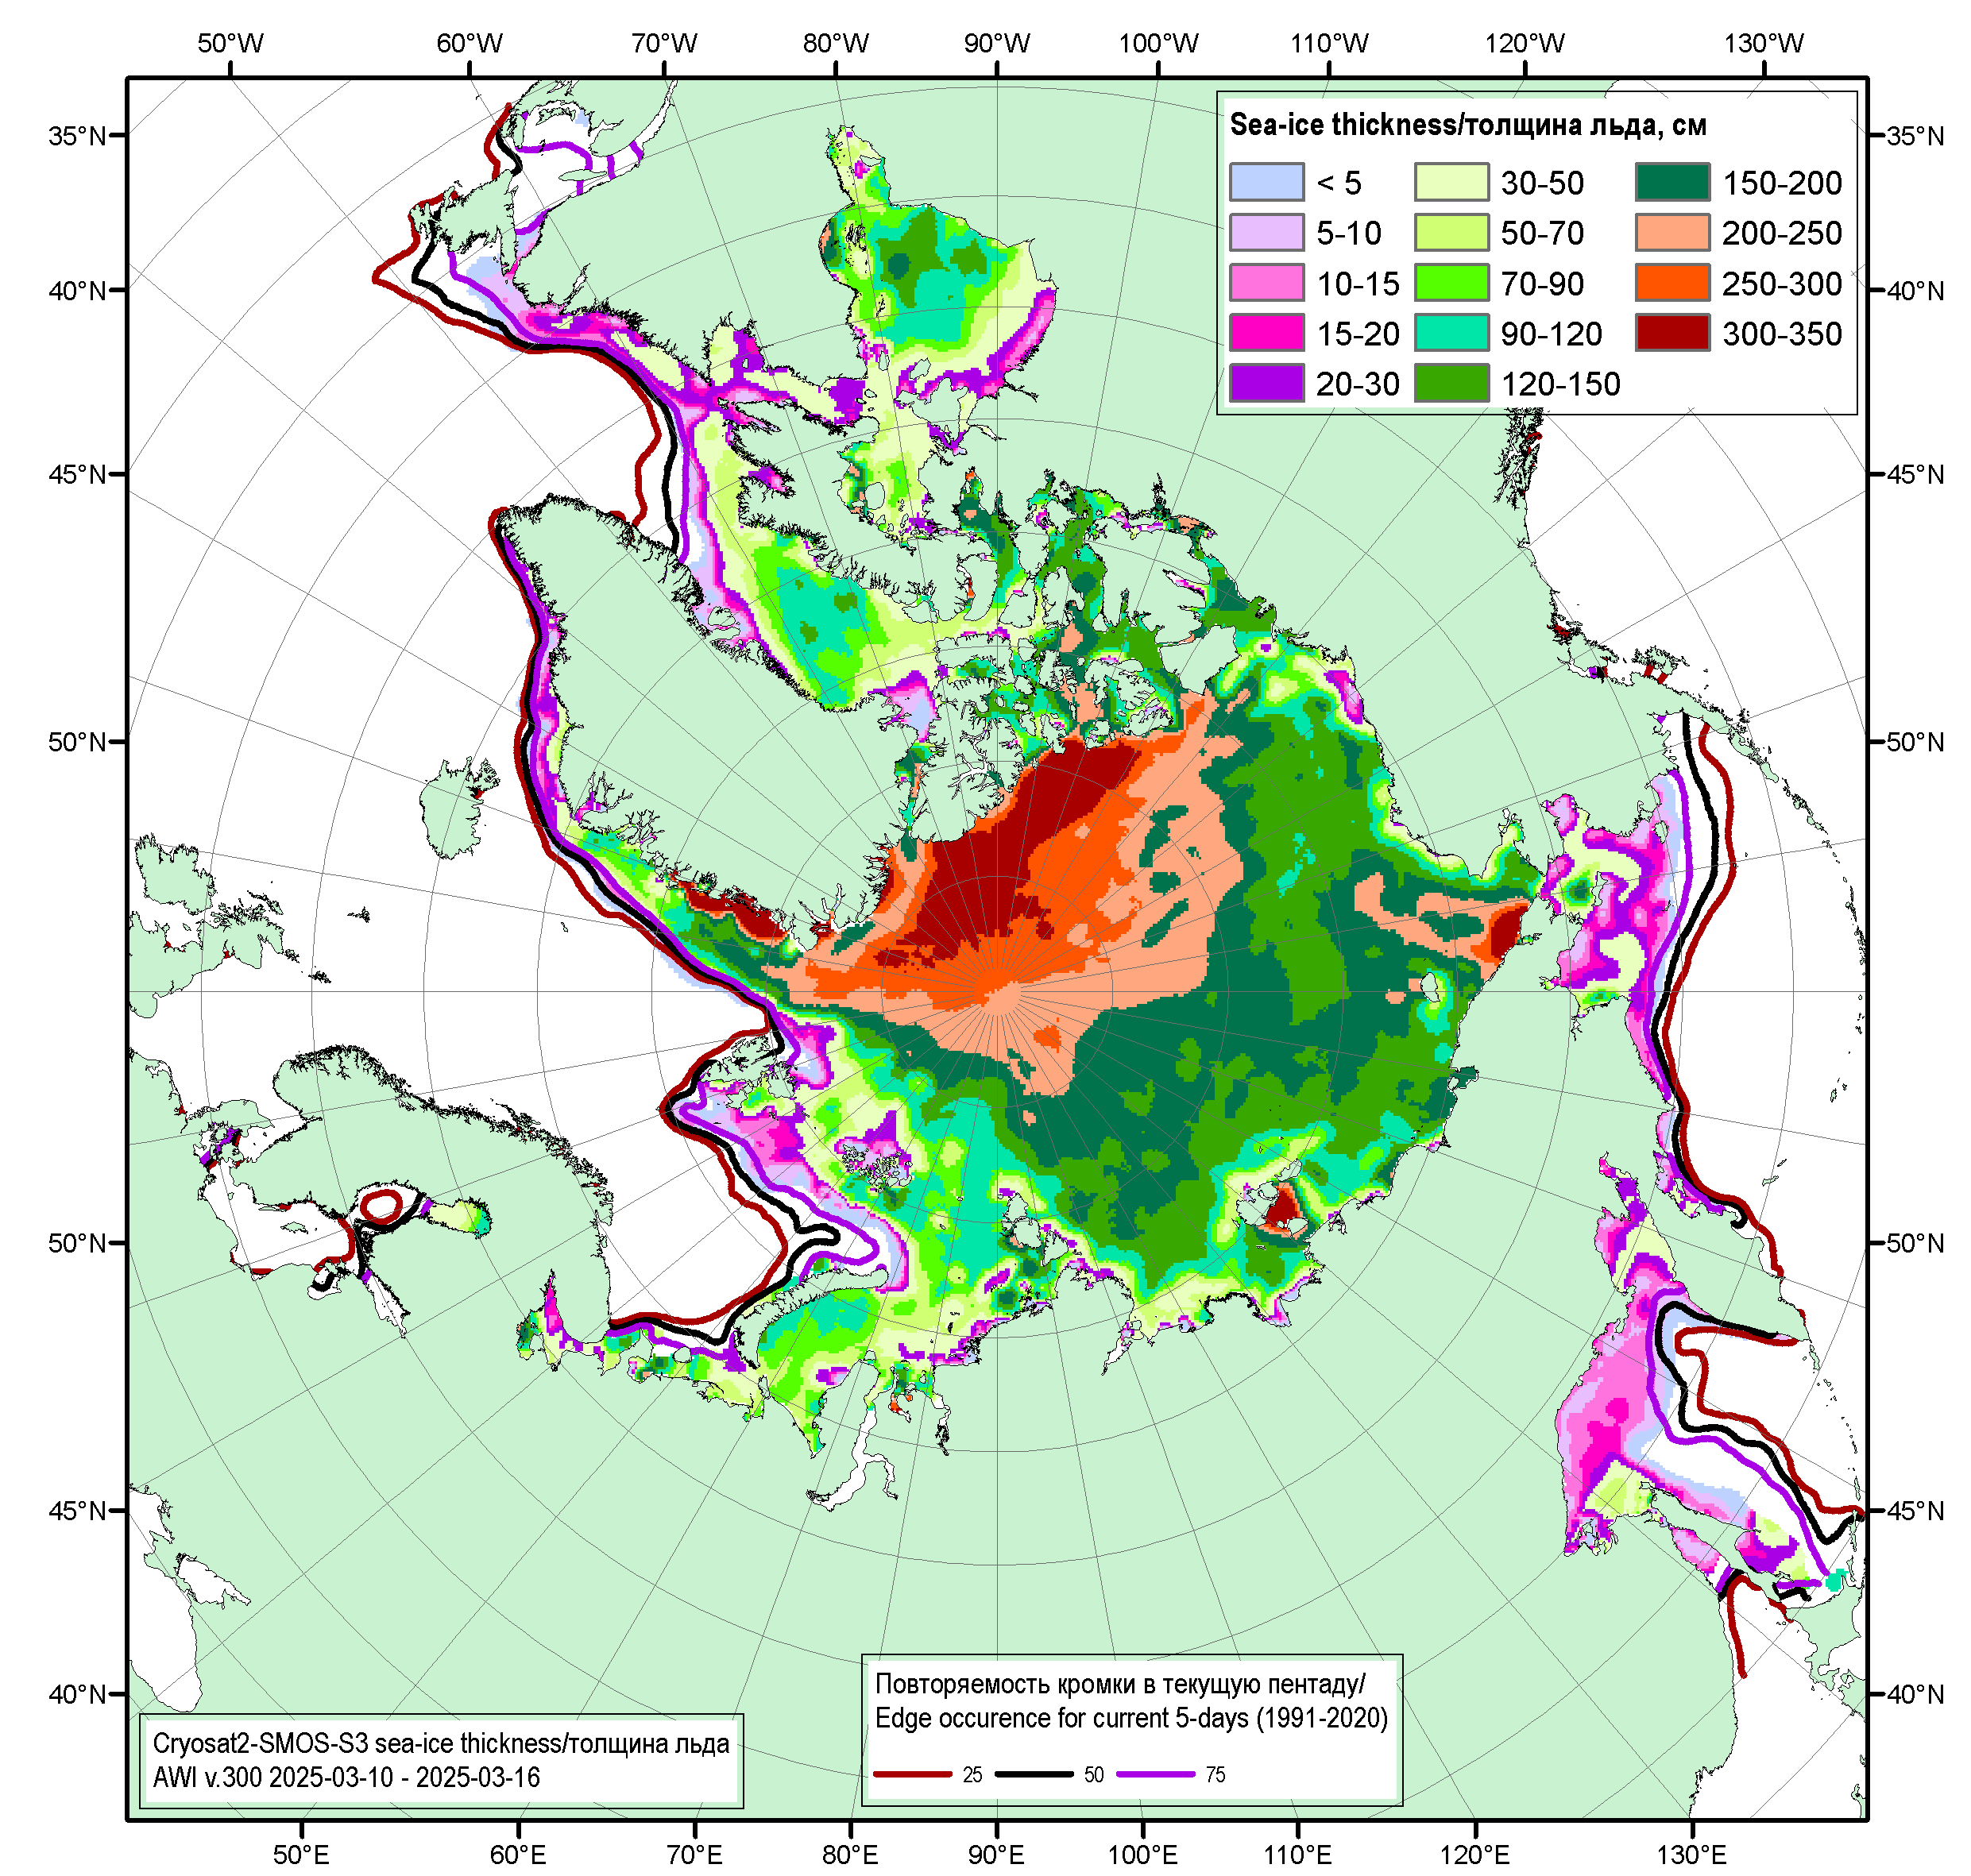 50°W 60°W 70°W 80°W 90°W 100°W 110°W 120°W 130°W
35°N 35°N
Sea-ice thickness/толщина льда, см
< 5 30-50 150-200
5-10 50-70 200-250
10-15 70-90 250-300
15-20 90-120 300-350
20-30 120-150
40°N 40°N
45°N 45°N
50°N 50°N
50°N 50°N
45°N 45°N
40°N 40°N
Повторяемость кромки в текущую пентаду/
Edge occurence for current 5-days (1991-2020)
25 50 75
Cryosat2-SMOS-S3 sea-ice thickness/толщина льда
AWI v.300 2025-03-10 - 2025-03-16
50°E 60°E 70°E 80°E 90°E 100°E 110°E 120°E 130°E